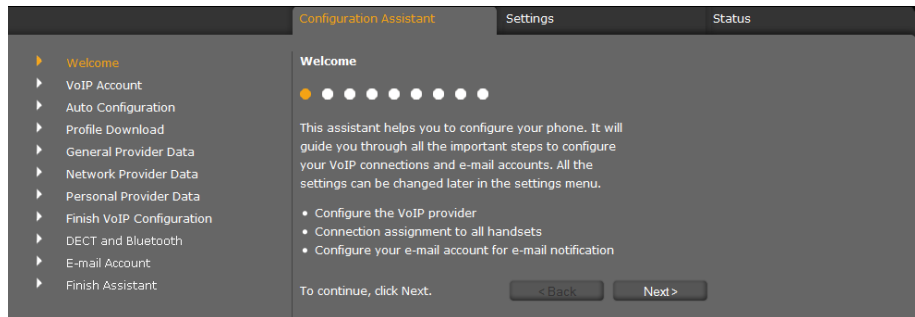 Configuration Assistant Settings Status
Welcome
VoIP Account
Auto Configuration
Profile Download
General Provider Data
Network Provider Data
Personal Provider Data
Finish VoIP Configuration
DECT and Bluetooth
E-mail Account
Finish Assistant
Welcome
This assistant helps you to configure your phone. It will
guide you through all the important steps to configure
your VoIP connections and e-mail accounts. All the
settings can be changed later in the settings menu.
• Configure the VoIP provider
• Connection assignment to all handsets
• Configure your e-mail account for e-mail notification
To continue, click Next. < Back Next >